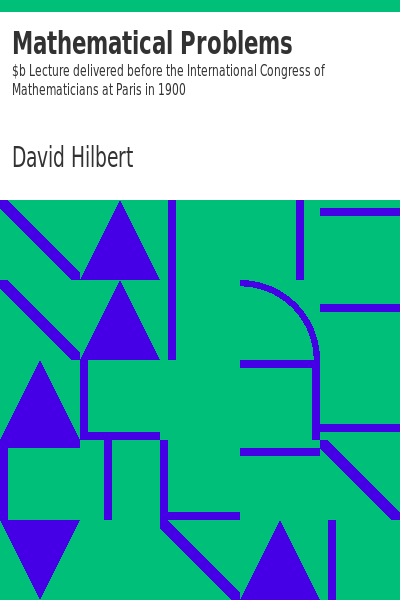 Mathematical Problems
$b Lecture delivered before the International Congress of
Mathematicians at Paris in 1900
David Hilbert